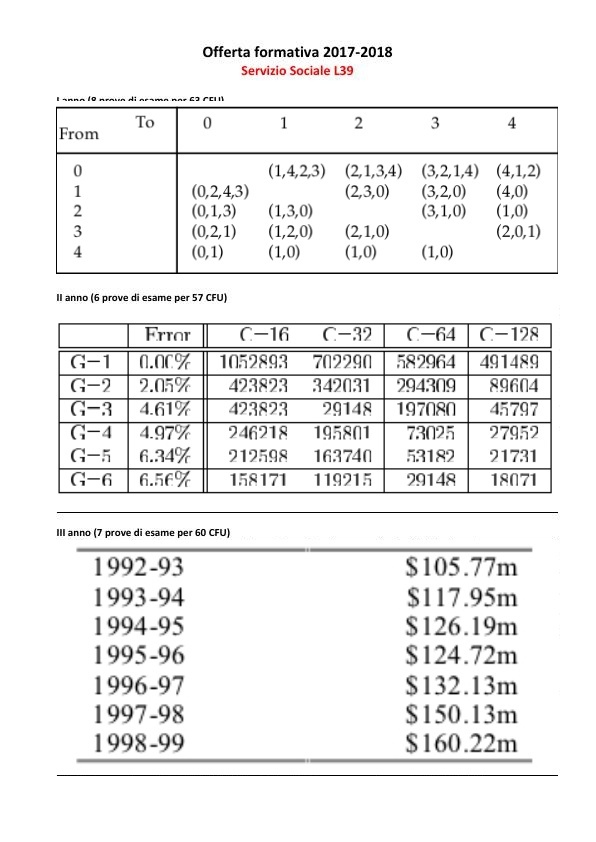 Offerta formativa 2017-2018
Servizio Sociale L39
I anno (8 prove di esame per 63 CFU)
From To 0 1 2 3 4
0 (1,4,2,3) (2,1,3,4) (3,2,1,4) (4,1,2)
1 (0,2,4,3) (2,3,0) (3,2,0) (4,0)
2 (0,1,3) (1,3,0) (3,1,0) (1,0)
3 (0,2,1) (1,2,0) (2,1,0) (2,0,1)
4 (0,1) (1,0) (1,0) (1,0)
II anno (6 prove di esame per 57 CFU)
Error C-16 C-32 C-64 C-128
G-1 0.00% 1052893 702290 582964 491489
G-2 2.05% 423823 342031 294309 89604
G-3 4.61% 423823 29148 197080 45797
G-4 4.97% 246218 195801 73025 27952
G-5 6.34% 212598 163740 53182 21731
G-6 6.56% 158171 119215 29148 18071
III anno (7 prove di esame per 60 CFU)
1992-93 $105.77m
1993-94 $117.95m
1994-95 $126.19m
1995-96 $124.72m
1996-97 $132.13m
1997-98 $150.13m
1998-99 $160.22m